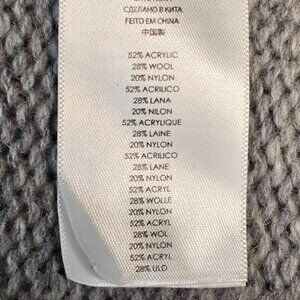 СДЕЛАНО В КИТА
FEITO EM CHINA
中国製
52% ACRYLIC
28% WOOL
20% NYLON
52% ACRILICO
28% LANA
20% NILON
52% ACRYLIQUE
28% LAINE
20% NYLON
52% ACRILICO
28% LANE
20% NYLON
52% ACRYL
28% WOLLE
20% NYLON
52% ACRYL
28% WOL
20% NYLON
52% ACRYL
28% ULD